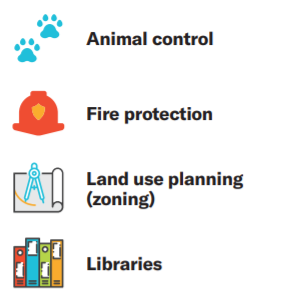 Animal control
Fire protection
Land use planning
(zoning)
Libraries